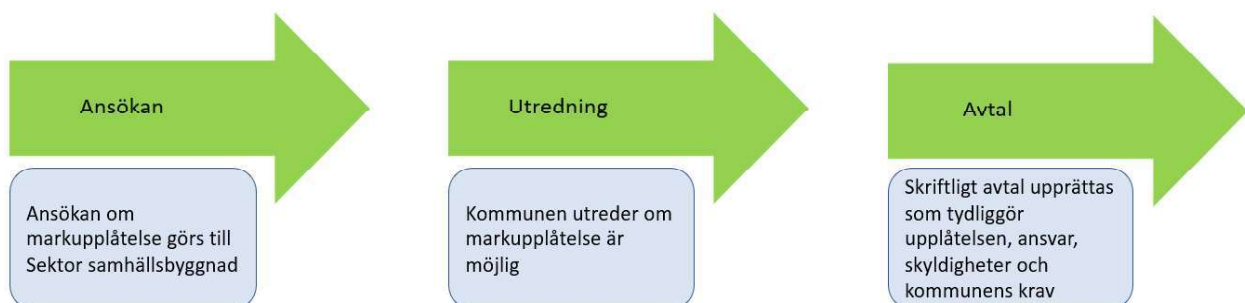 Ansökan
Ansökan om
markupplåtelse görs till
Sektor samhällsbyggnad
Utredning
Kommunen utreder om
markupplåtelse är
möjlig
Avtal
Skriftligt avtal upprättas
som tydliggör
upplåtelsen, ansvar,
skyldigheter och
kommunens krav